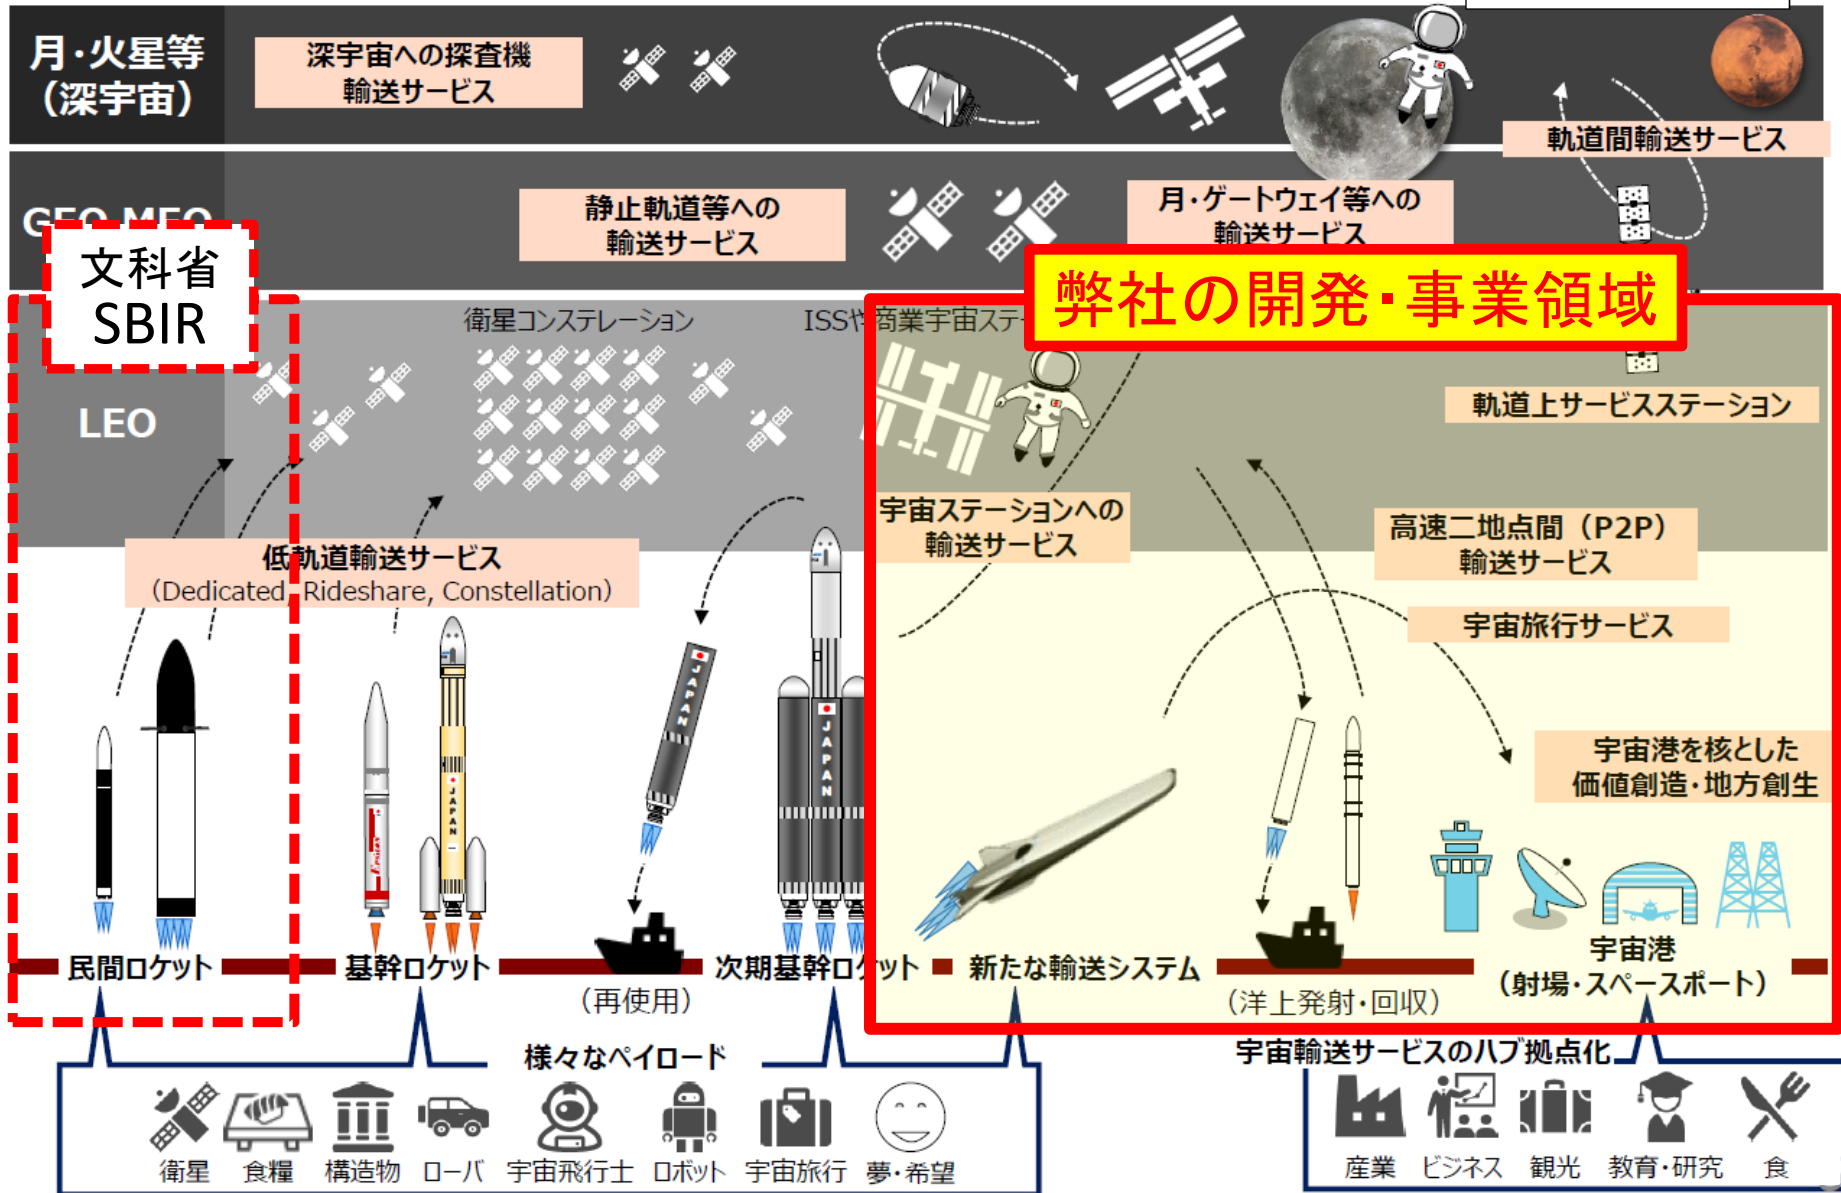 月・火星等
（深宇宙）
深宇宙への探査機
輸送サービス
軌道間輸送サービス
静止軌道等への
輸送サービス
月・ゲートウェイ等への
輸送サービス
文科省
SBIR
弊社の開発・事業領域
衛星コンステレーション
ISSや商業宇宙ステー
LEO
軌道上サービスステーション
宇宙ステーションへの
輸送サービス
高速二地点間（P2P）
輸送サービス
低軌道輸送サービス
（Dedicated, Rideshare, Constellation）
宇宙旅行サービス
JAPAN
JAPAN
JAPAN
宇宙港を核とした
価値創造・地方創生
民間ロケット
基幹ロケット
（再使用）
次期基幹ロケット
新たな輸送システム
（洋上発射・回収）
宇宙港
（射場・スペースポート）
様々なペイロード
衛星
食糧
構造物
ローバ
宇宙飛行士
ロボット
宇宙旅行
夢・希望
宇宙輸送サービスのハブ拠点化
産業
ビジネス
観光
教育・研究
食